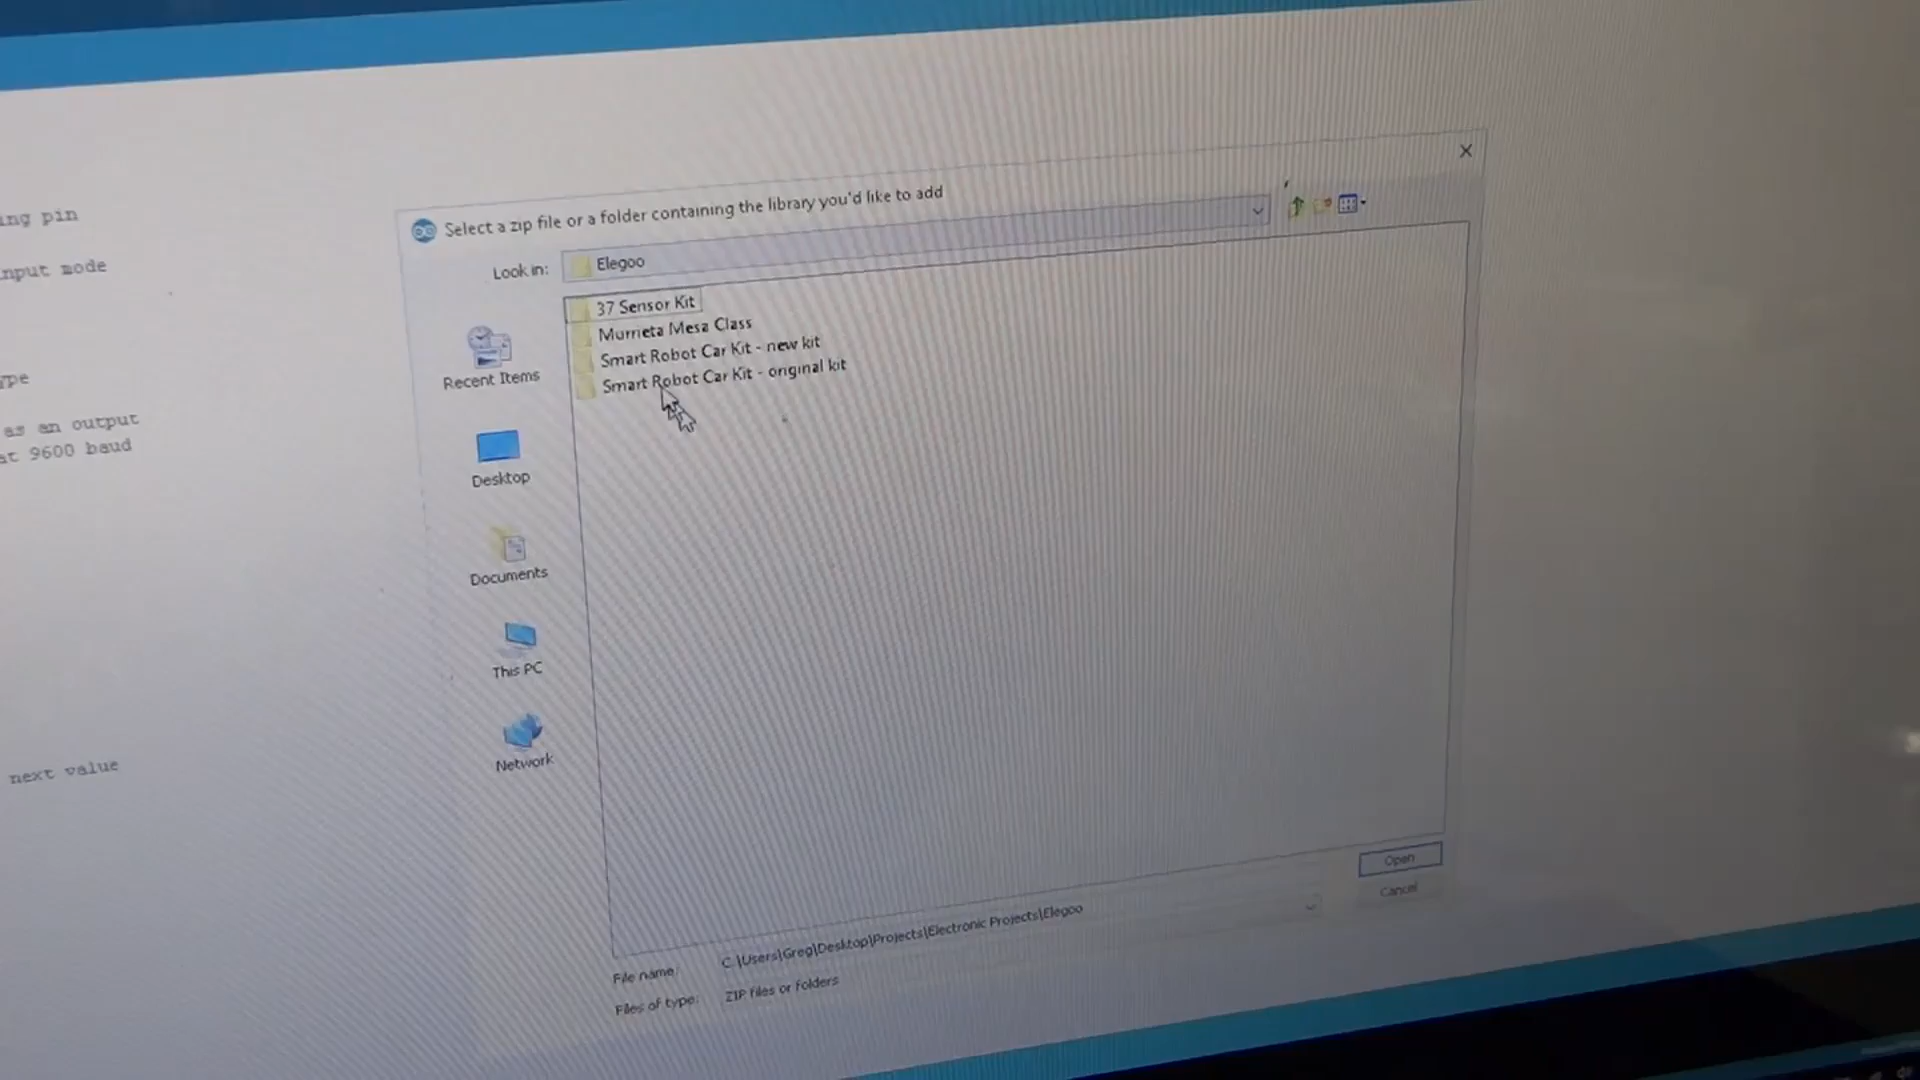 ing pin
input mode
ype
as an output
at 9600 baud
next value
Select a zip file or a folder containing the library you'd like to add
Look in: Elegoo
37 Sensor Kit
Murrieta Mesa Class
Smart Robot Car Kit - new kit
Smart Robot Car Kit - original kit
Recent Items
Desktop
Documents
This PC
Network
File name: C:\Users\Greg\Desktop\Projects\Electronic Projects\Elegoo
Open
Files of type: ZIP files or folders
Cancel